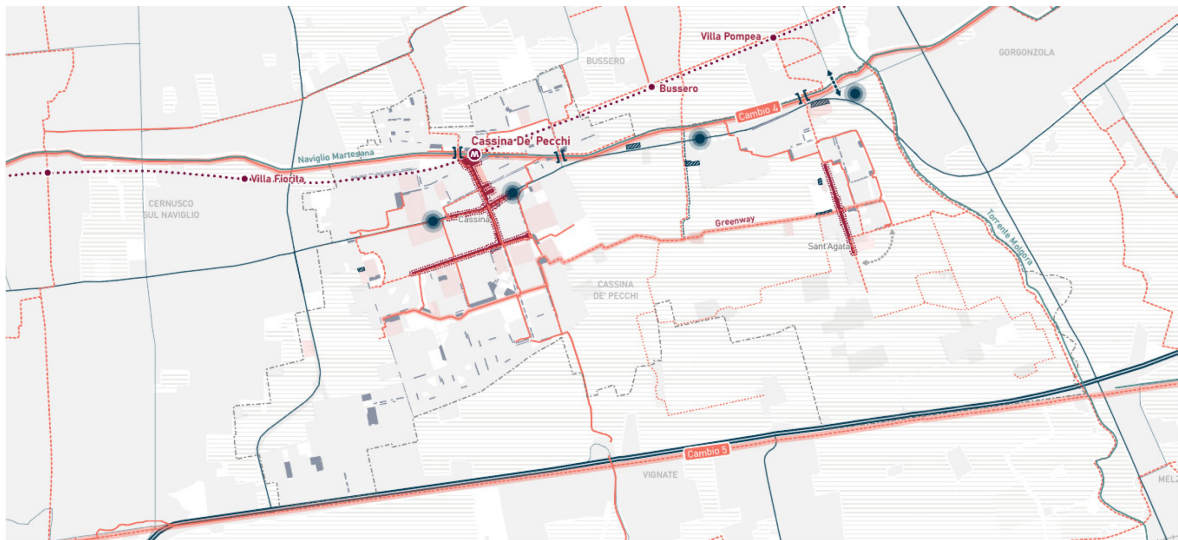 Villa Pompea
GORGONZOLA
BUSSERO
Bussero
Cambio 4
Cassina De' Pecchi
M
Naviglio Martesana
Villa Fiorita
CERNUSCO
SUL NAVIGLIO
Cassina
Greenway
Sant'Agata
Torrente Molgora
CASSINA
DE' PECCHI
Cambio 5
VIGNATE
MELZ